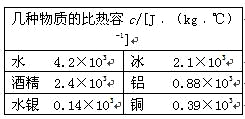 几种物质的比热容 c/[J．（kg．℃）
-1]
水 4.2×10³ 冰 2.1×10³
酒精 2.4×10³ 铝 0.88×10³
水银 0.14×10³ 铜 0.39×10³